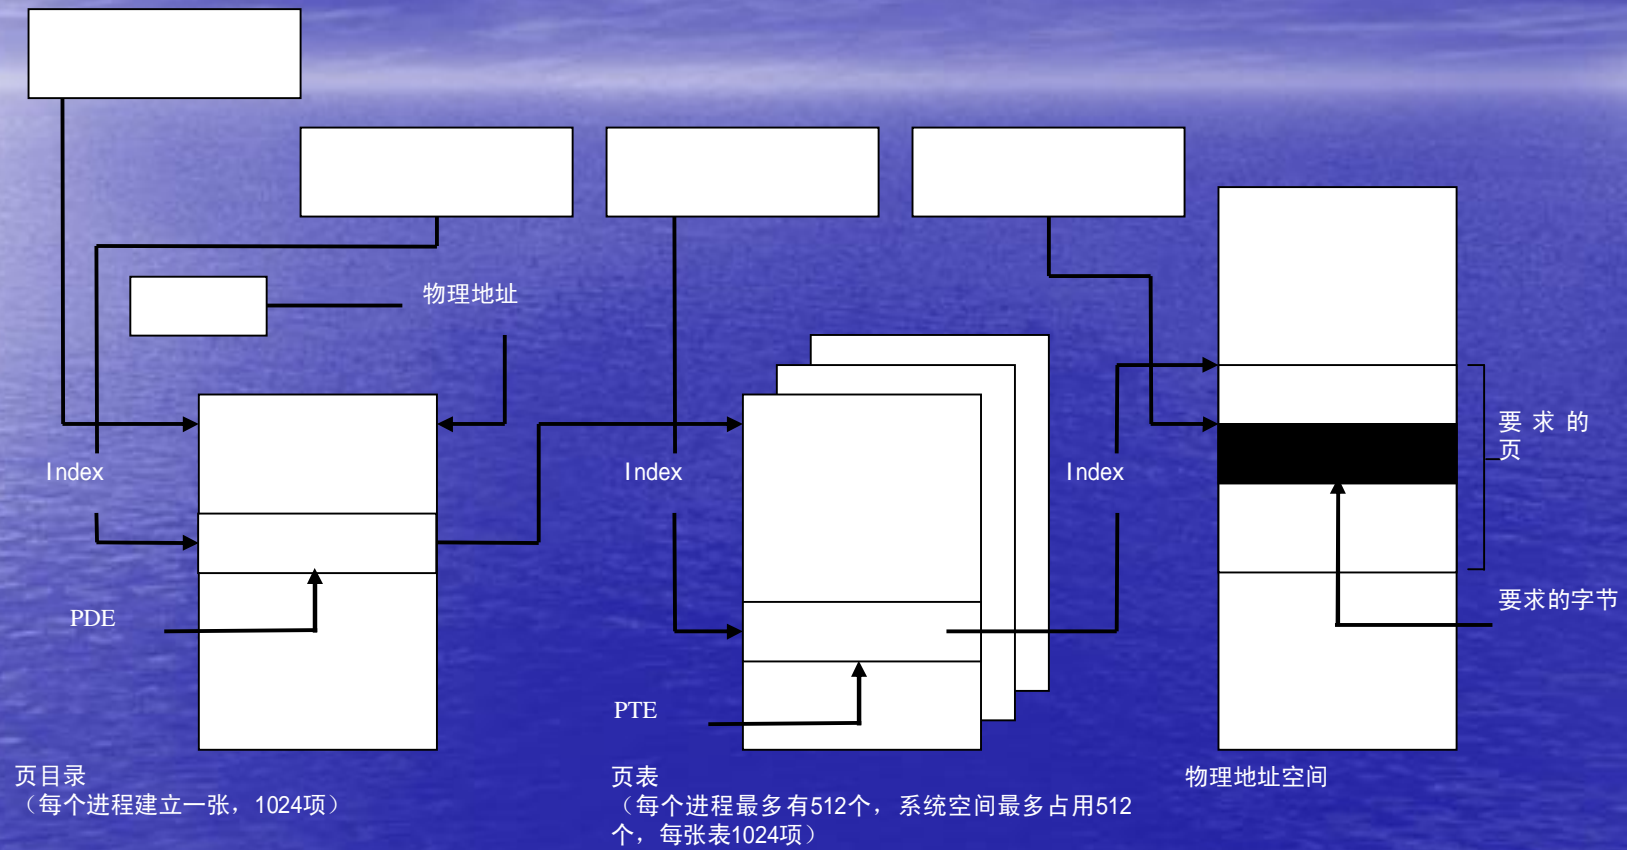 物理地址
Index
Index
Index
要求的
页
PDE
要求的字节
PTE
页目录
（每个进程建立一张，1024项）
页表
（每个进程最多有512个，系统空间最多占用512
个，每张表1024项）
物理地址空间